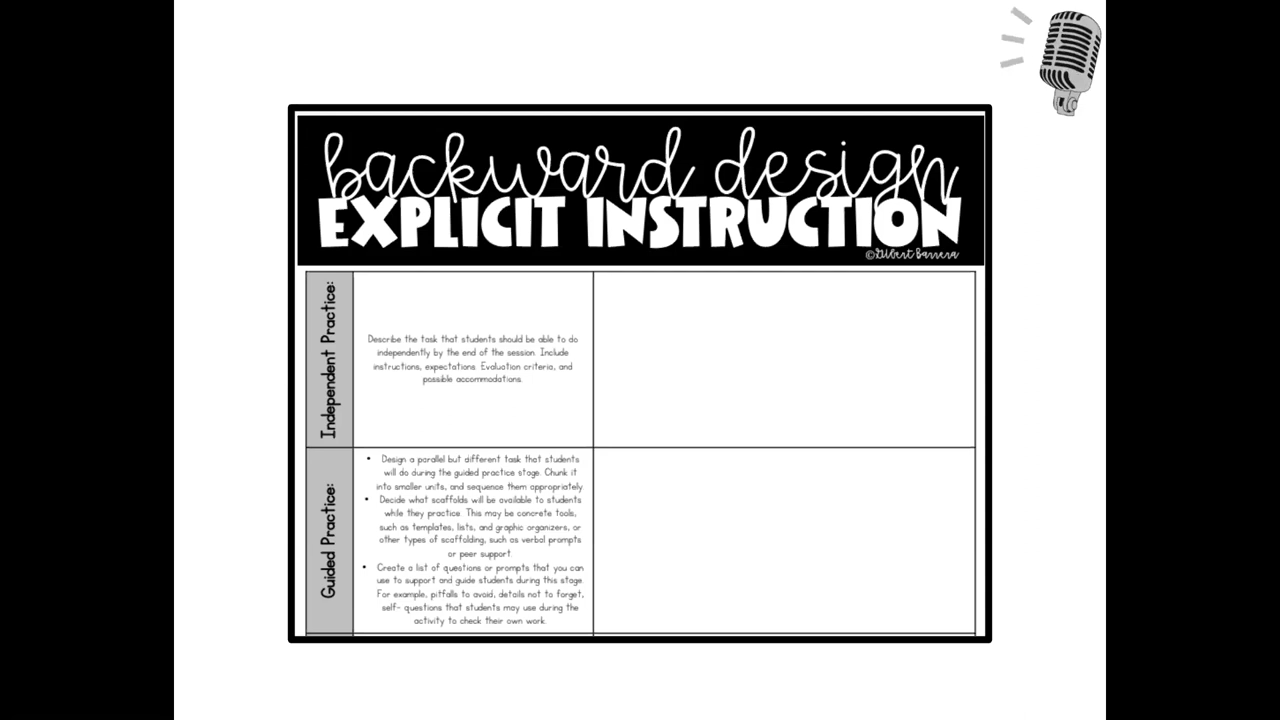 backward design
EXPLICIT INSTRUCTION
©Gilbert Barrera
Independent Practice:
Describe the task that students should be able to do
independently by the end of the session. Include
instructions, expectations. Evaluation criteria, and
possible accommodations.
Guided Practice:
• Design a parallel but different task that students
will do during the guided practice stage. Chunk it
into smaller units, and sequence them appropriately.
• Decide what scaffolds will be available to students
while they practice. This may be concrete tools,
such as templates, lists, and graphic organizers, or
other types of scaffolding, such as verbal prompts
or peer support.
• Create a list of questions or prompts that you can
use to support and guide students during this stage.
For example, pitfalls to avoid, details not to forget,
self- questions that students may use during the
activity to check their own work.